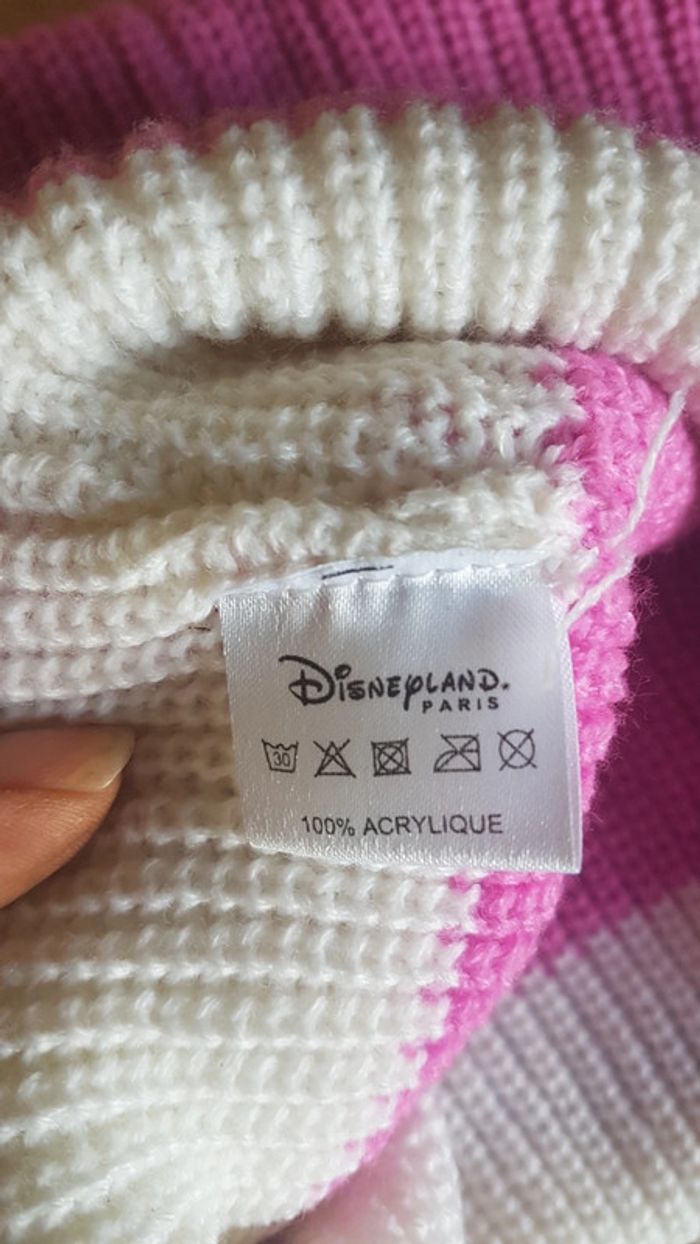 DISNEYLAND.
PARIS
30
100% ACRYLIQUE